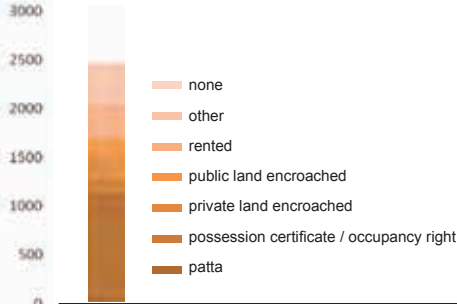 3000
2500
2000
1500
1000
500
0
none
other
rented
public land encroached
private land encroached
possession certificate / occupancy right
patta